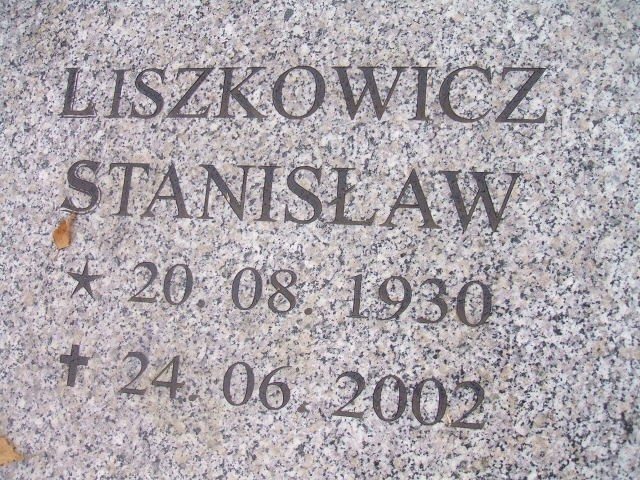 LISZKOWICZ
STANISŁAW
★ 20. 08. 1930
✝ 24. 06. 2002